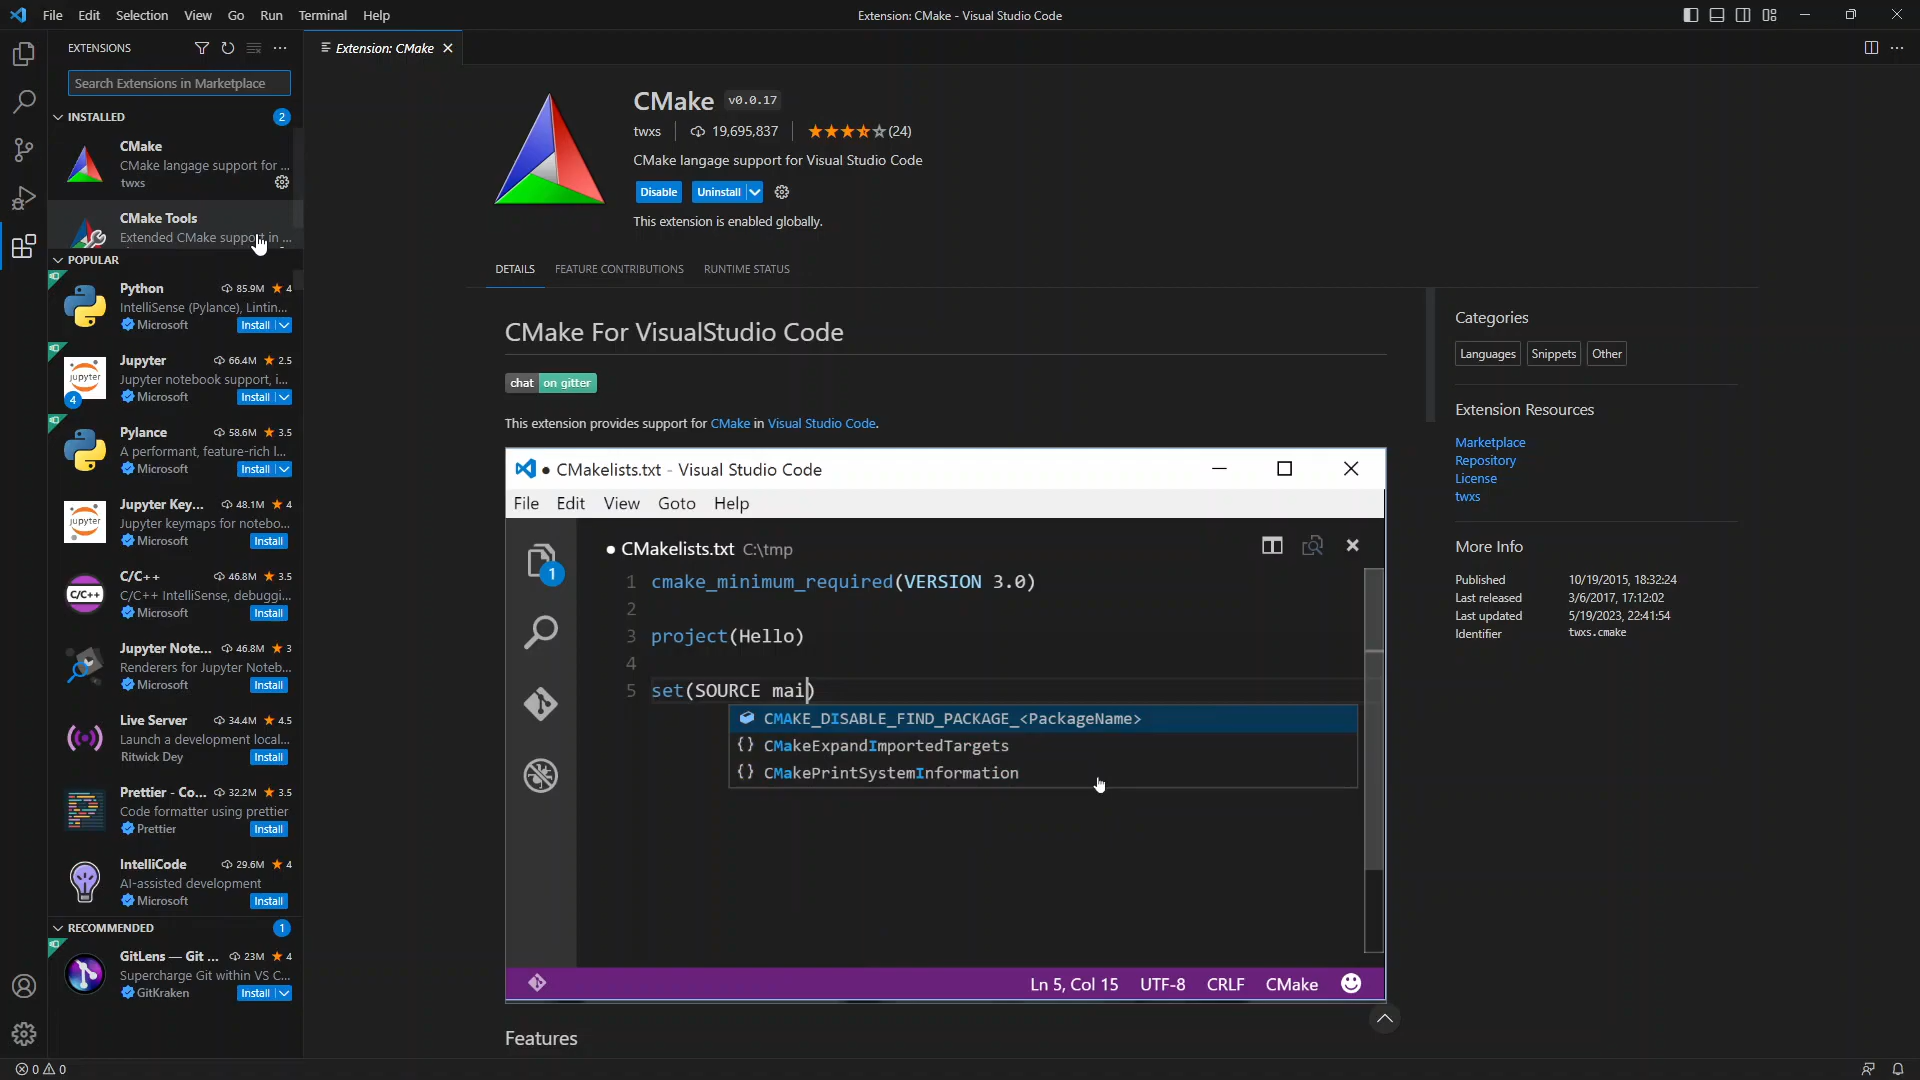 File Edit Selection View Go Run Terminal Help
Extension: CMake - Visual Studio Code
EXTENSIONS
Search Extensions in Marketplace
INSTALLED 2
CMake
CMake langage support for ...
twxs
CMake Tools
Extended CMake support in ...
POPULAR
Python 85.9M 4
IntelliSense (Pylance), Lintin...
Microsoft Install
Jupyter 66.4M 2.5
Jupyter notebook support, i...
Microsoft Install
jupyter
4
Pylance 58.6M 3.5
A performant, feature-rich l...
Microsoft Install
Jupyter Key... 48.1M 4
Jupyter keymaps for notebo...
Microsoft Install
jupyter
C/C++ 46.8M 3.5
C/C++ IntelliSense, debuggi...
Microsoft Install
C/C++
Jupyter Note... 46.8M 3
Renderers for Jupyter Noteb...
Microsoft Install
Live Server 34.4M 4.5
Launch a development local...
Ritwick Dey Install
Prettier - Co... 32.2M 3.5
Code formatter using prettier
Prettier Install
IntelliCode 29.6M 4
AI-assisted development
Microsoft Install
RECOMMENDED 1
GitLens — Git ... 23M 4
Supercharge Git within VS C...
GitKraken Install
0 0
Extension: CMake
CMake v0.0.17
twxs 19,695,837 (24)
CMake langage support for Visual Studio Code
Disable Uninstall
This extension is enabled globally.
DETAILS FEATURE CONTRIBUTIONS RUNTIME STATUS
CMake For VisualStudio Code
chat on gitter
This extension provides support for CMake in Visual Studio Code.
● CMakelists.txt - Visual Studio Code
File Edit View Goto Help
1
● CMakelists.txt C:\tmp
1 cmake_minimum_required(VERSION 3.0)
2
3 project(Hello)
4
5 set(SOURCE mai)
CMAKE_DISABLE_FIND_PACKAGE_<PackageName>
{} CMakeExpandImportedTargets
{} CMakePrintSystemInformation
Ln 5, Col 15 UTF-8 CRLF CMake
Features
Categories
Languages Snippets Other
Extension Resources
Marketplace
Repository
License
twxs
More Info
Published 10/19/2015, 18:32:24
Last released 3/6/2017, 17:12:02
Last updated 5/19/2023, 22:41:54
Identifier twxs.cmake